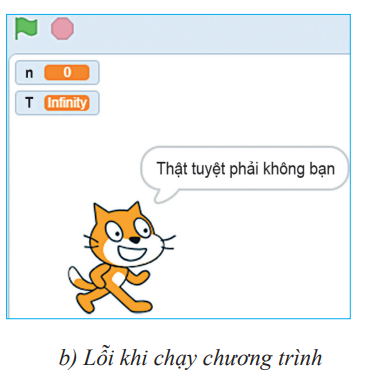 n 0
T Infinity
Thật tuyệt phải không bạn
b) Lỗi khi chạy chương trình